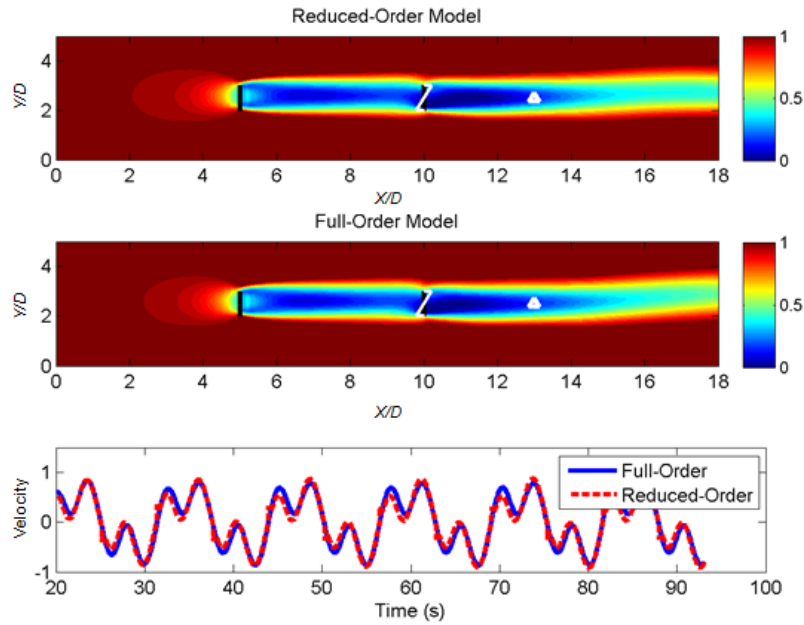 Reduced-Order Model
Y/D
4
2
0
0 2 4 6 8 10 12 14 16 18
X/D
1
0.5
0
Full-Order Model
Y/D
4
2
0
0 2 4 6 8 10 12 14 16 18
X/D
1
0.5
0
Velocity
1
0
-1
20 30 40 50 60 70 80 90 100
Time (s)
Full-Order
Reduced-Order